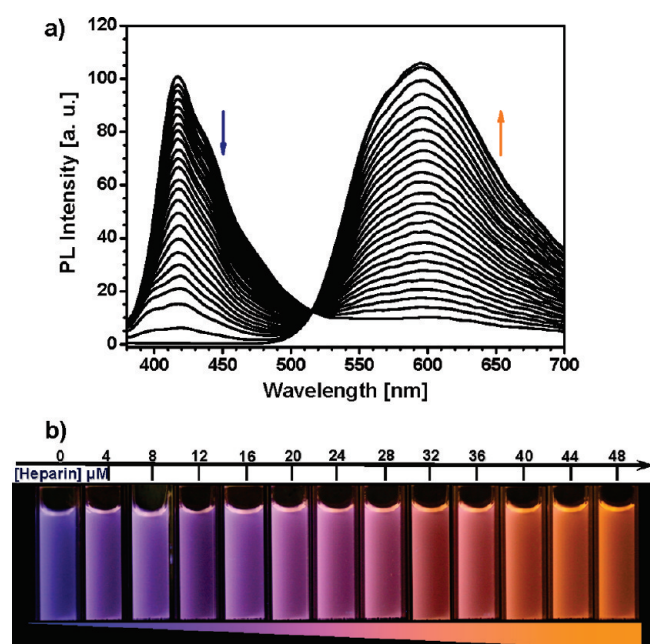 a)
120
100
80
60
40
20
0
PL Intensity [a. u.]
400 450 500 550 600 650 700
Wavelength [nm]
b)
0 4 8 12 16 20 24 28 32 36 40 44 48
[Heparin] µM